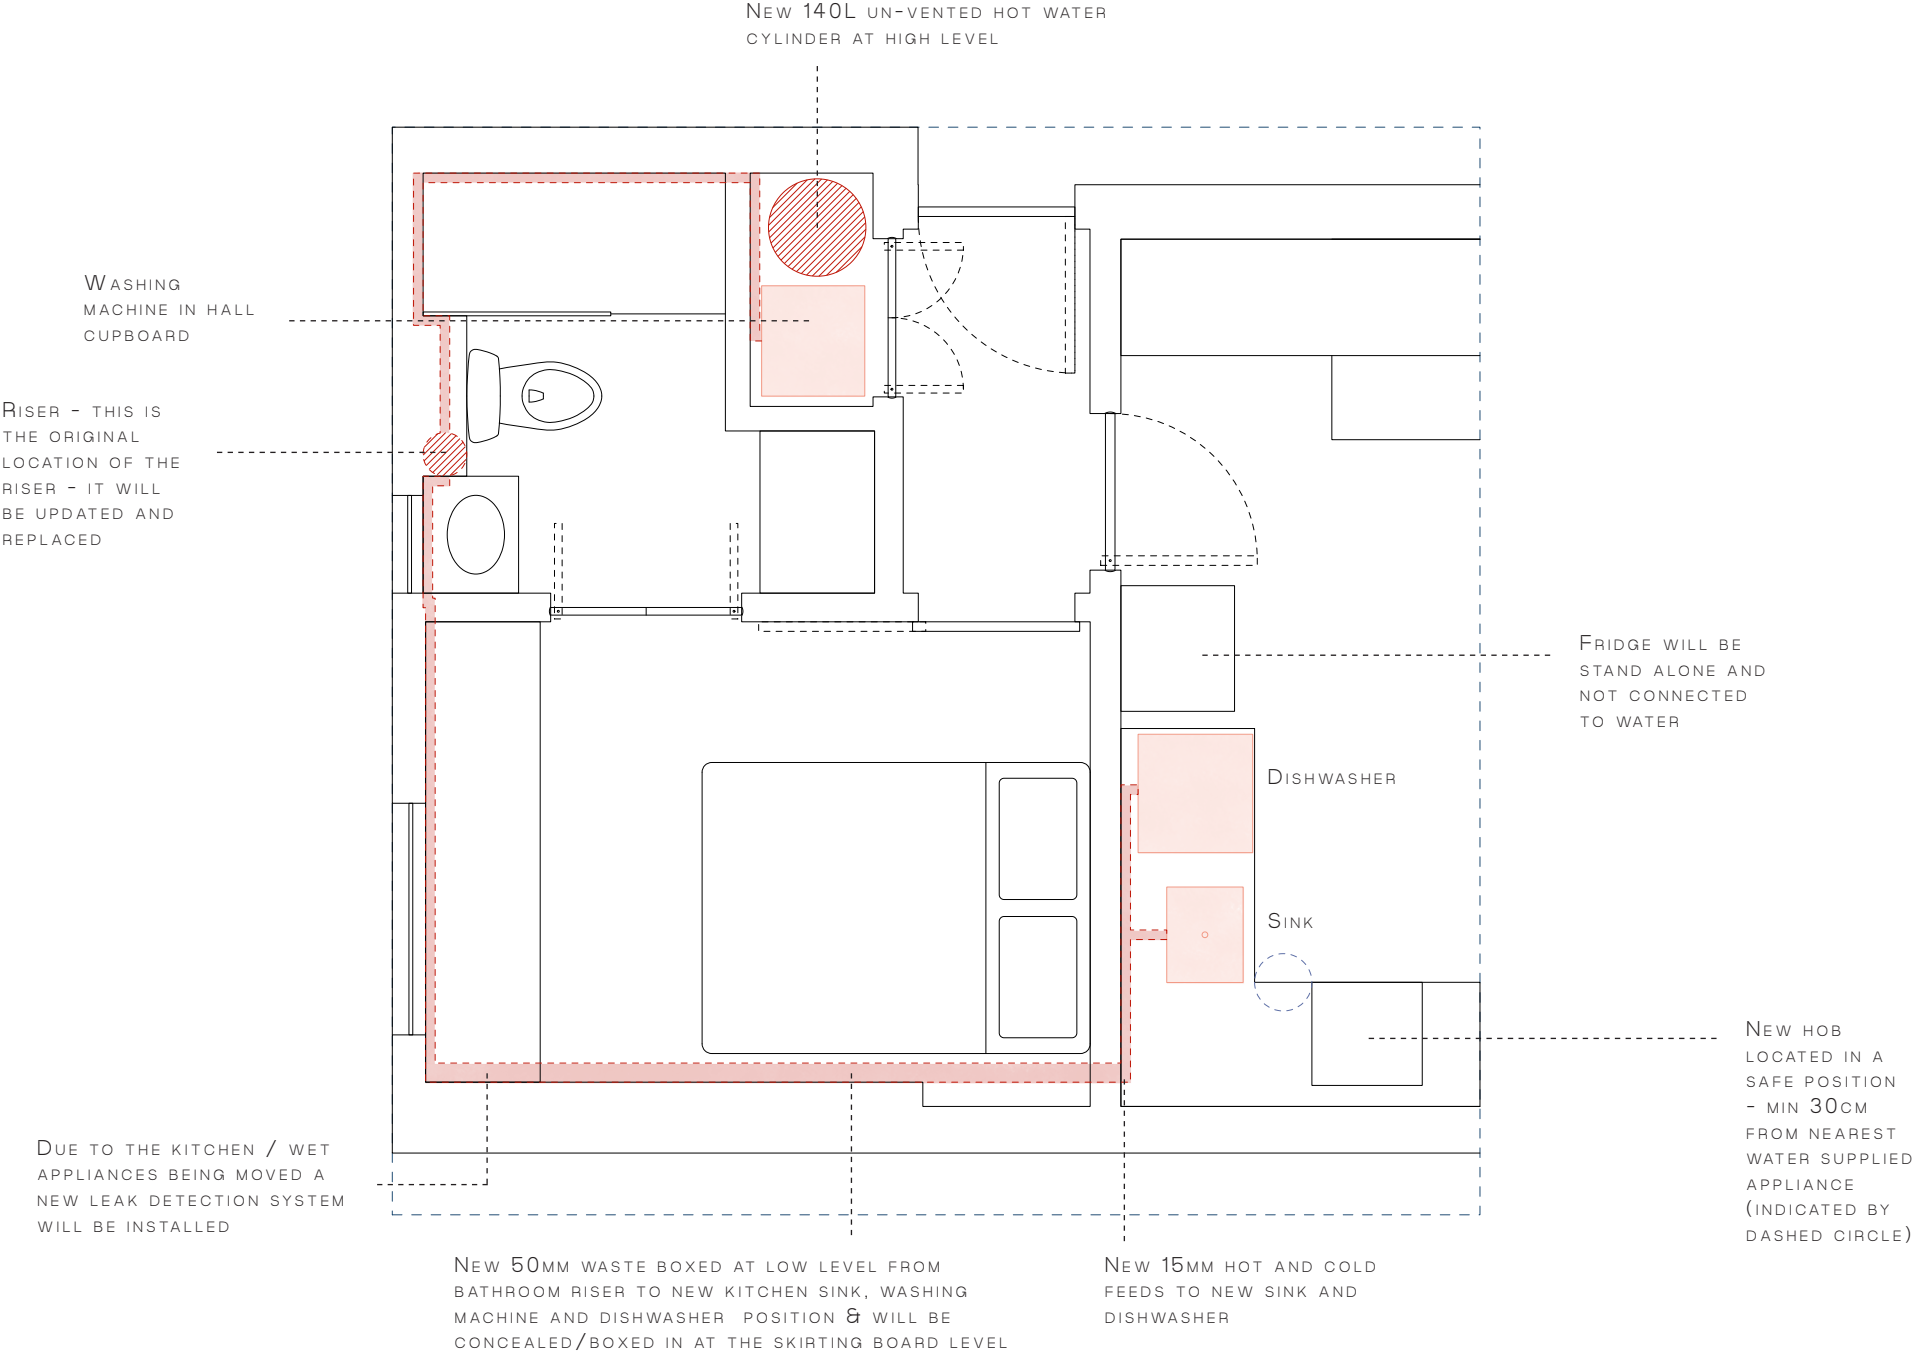 New 140L un-vented hot water
cylinder at high level
Washing
machine in hall
cupboard
Riser - this is
the original
location of the
riser - it will
be updated and
replaced
Fridge will be
stand alone and
not connected
to water
Dishwasher
Sink
New hob
located in a
safe position
- min 30cm
from nearest
water supplied
appliance
(indicated by
dashed circle)
Due to the kitchen / wet
appliances being moved a
new leak detection system
will be installed
New 50mm waste boxed at low level from
bathroom riser to new kitchen sink, washing
machine and dishwasher position & will be
concealed/boxed in at the skirting board level
New 15mm hot and cold
feeds to new sink and
dishwasher